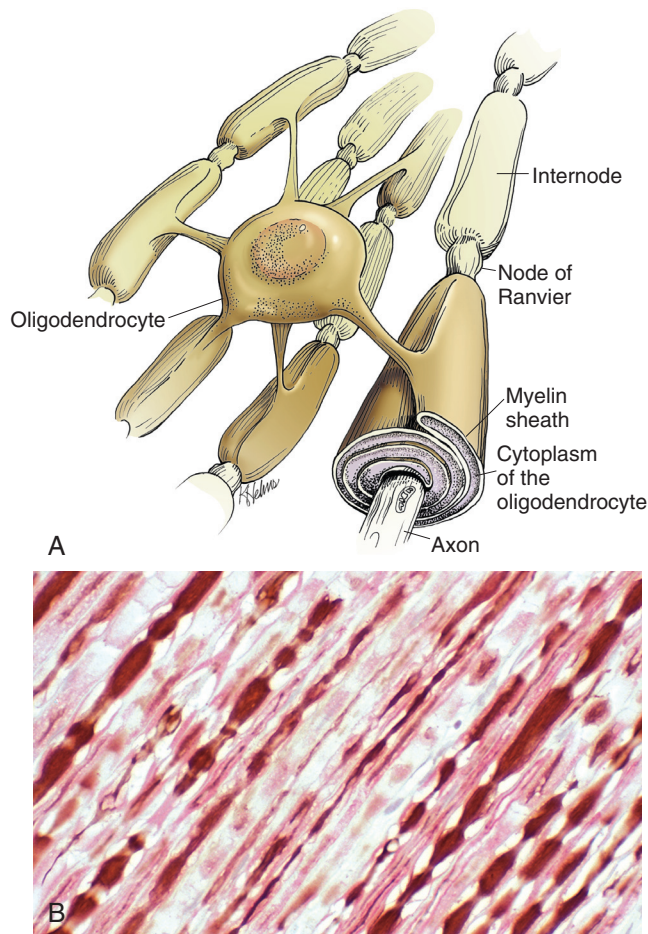 Internode
Node of
Ranvier
Oligodendrocyte
Myelin
sheath
Cytoplasm
of the
oligodendrocyte
Axon
A
B